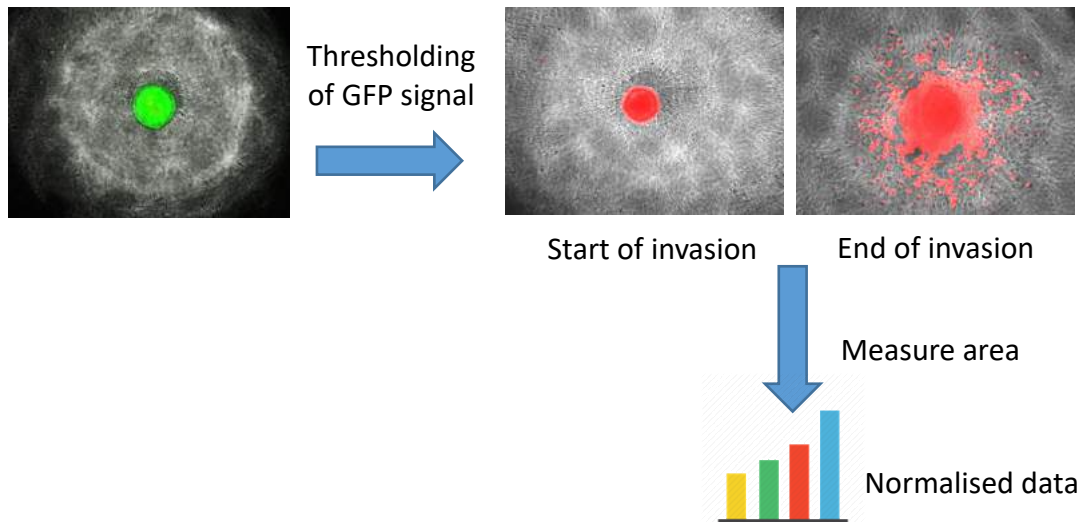 Thresholding
of GFP signal
Start of invasion
End of invasion
Measure area
Normalised data